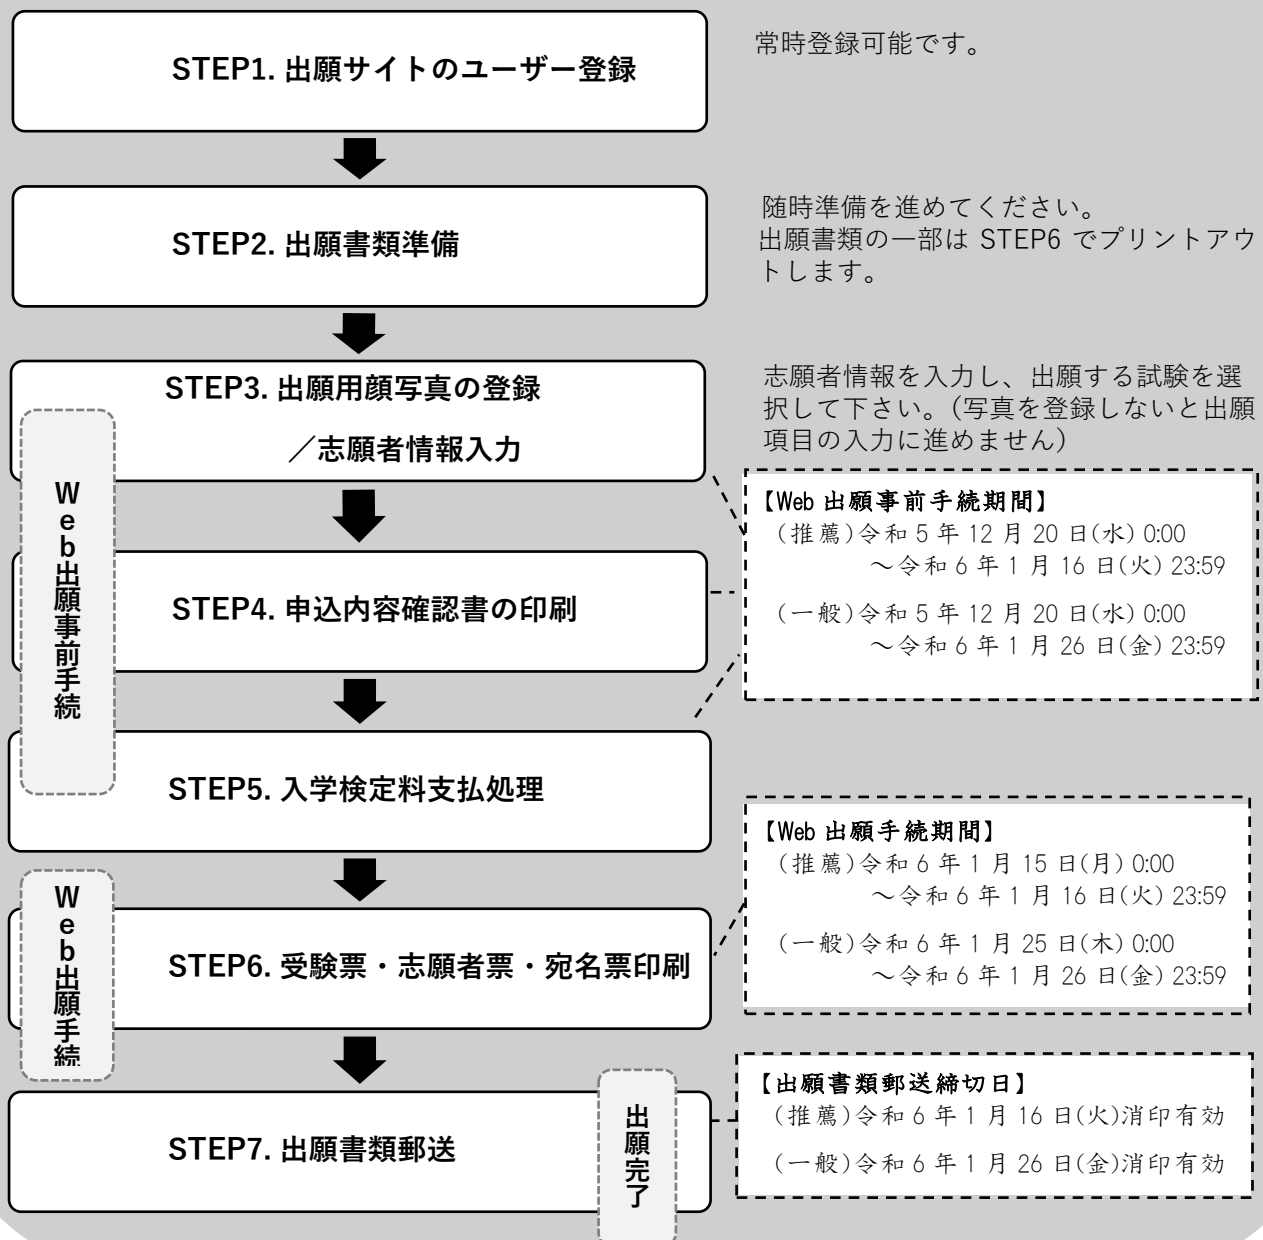 STEP1. 出願サイトのユーザー登録
常時登録可能です。
STEP2. 出願書類準備
随時準備を進めてください。
出願書類の一部は STEP6 でプリントアウ
トします。
STEP3. 出願用顔写真の登録
／志願者情報入力
志願者情報を入力し、出願する試験を選
択して下さい。(写真を登録しないと出願
項目の入力に進めません)
Web出願事前手続
【Web 出願事前手続期間】
(推薦)令和 5 年 12 月 20 日(水) 0:00
～令和 6 年 1 月 16 日(火) 23:59
(一般)令和 5 年 12 月 20 日(水) 0:00
～令和 6 年 1 月 26 日(金) 23:59
STEP4. 申込内容確認書の印刷
STEP5. 入学検定料支払処理
【Web 出願手続期間】
(推薦)令和 6 年 1 月 15 日(月) 0:00
～令和 6 年 1 月 16 日(火) 23:59
(一般)令和 6 年 1 月 25 日(木) 0:00
～令和 6 年 1 月 26 日(金) 23:59
Web出願手続
STEP6. 受験票・志願者票・宛名票印刷
STEP7. 出願書類郵送
出願完了
【出願書類郵送締切日】
(推薦)令和 6 年 1 月 16 日(火)消印有効
(一般)令和 6 年 1 月 26 日(金)消印有効